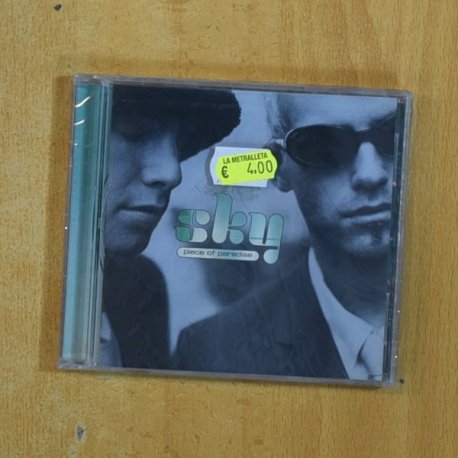 LA METRALLETA
€ 4,00
sky
piece of paradise